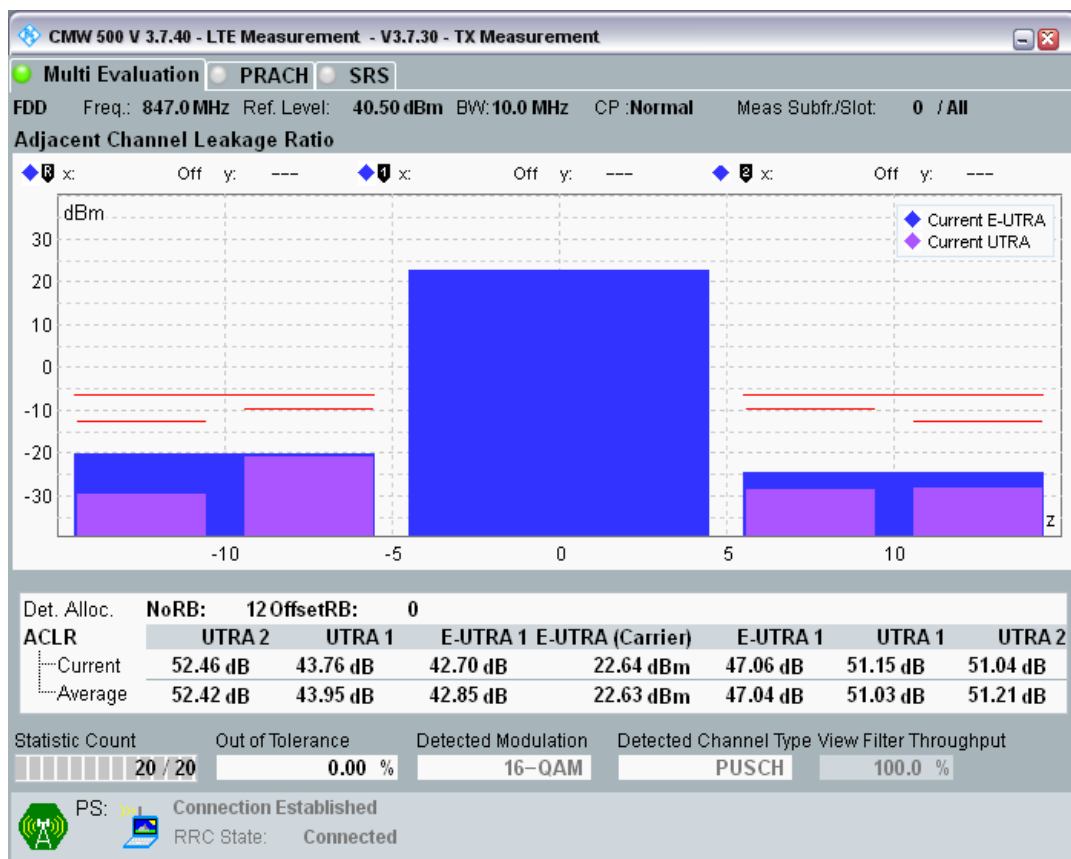 CMW 500 V 3.7.40 - LTE Measurement - V3.7.30 - TX Measurement
Multi Evaluation PRACH SRS
FDD Freq.: 847.0 MHz Ref. Level: 40.50 dBm BW: 10.0 MHz CP :Normal Meas Subfr./Slot: 0 / All
Adjacent Channel Leakage Ratio
R x: Off y: --- 1 x: Off y: --- 2 x: Off y: ---
dBm
Current E-UTRA
Current UTRA
30
20
10
0
-10
-20
-30
z
-10 -5 0 5 10
Det. Alloc. NoRB: 12 OffsetRB: 0
ACLR UTRA 2 UTRA 1 E-UTRA 1 E-UTRA (Carrier) E-UTRA 1 UTRA 1 UTRA 2
Current 52.46 dB 43.76 dB 42.70 dB 22.64 dBm 47.06 dB 51.15 dB 51.04 dB
Average 52.42 dB 43.95 dB 42.85 dB 22.63 dBm 47.04 dB 51.03 dB 51.21 dB
Statistic Count Out of Tolerance Detected Modulation Detected Channel Type View Filter Throughput
20 / 20 0.00 % 16-QAM PUSCH 100.0 %
PS: Connection Established
RRC State: Connected